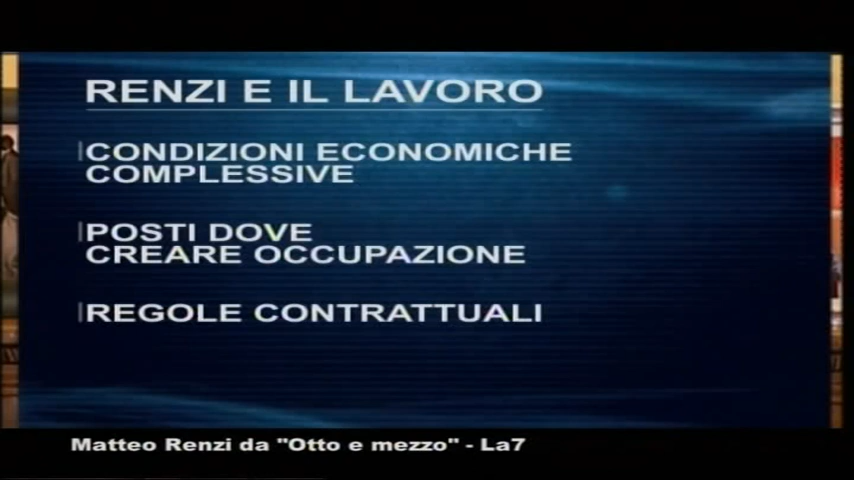 RENZI E IL LAVORO
CONDIZIONI ECONOMICHE
COMPLESSIVE
POSTI DOVE
CREARE OCCUPAZIONE
REGOLE CONTRATTUALI
Matteo Renzi da "Otto e mezzo" - La7